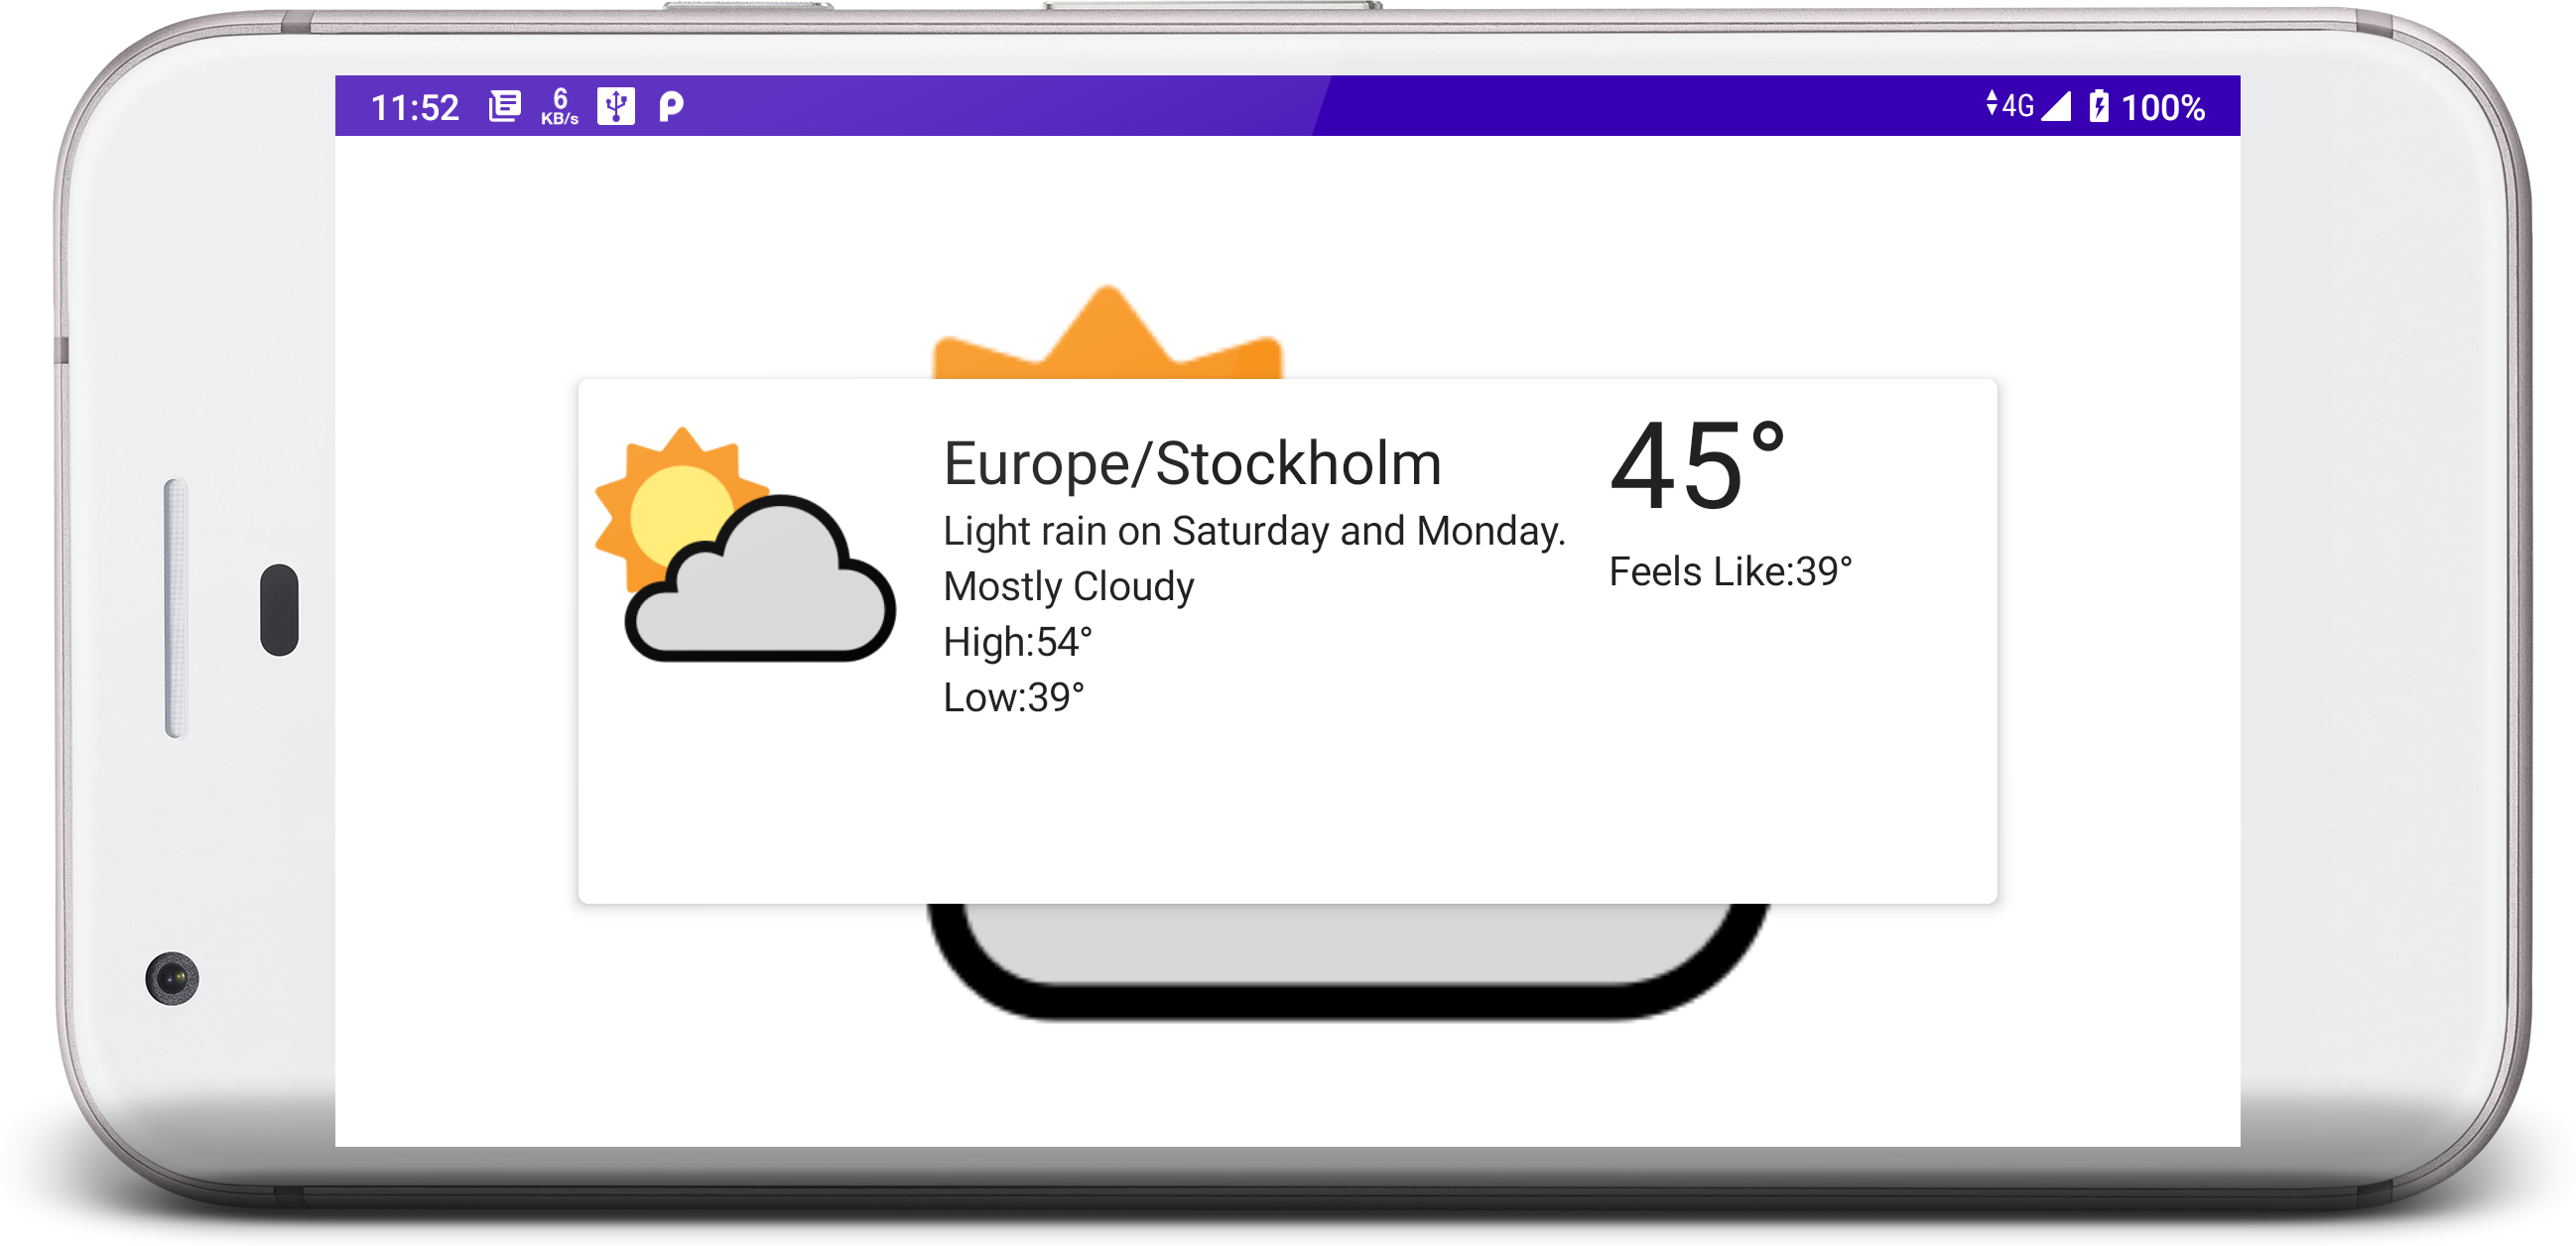 11:52 6 KB/s 4G 100%
Europe/Stockholm
Light rain on Saturday and Monday.
Mostly Cloudy
High:54°
Low:39°
45°
Feels Like:39°